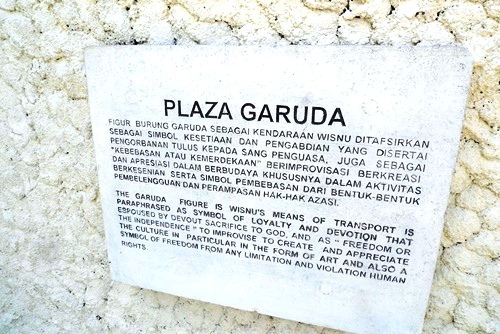 PLAZA GARUDA
FIGUR BURUNG GARUDA SEBAGAI KENDARAAN WISNU DITAFSIRKAN
SEBAGAI SIMBOL KESETIAAN DAN PENGABDIAN YANG DISERTAI
PENGORBANAN TULUS KEPADA SANG PENGUASA, JUGA SEBAGAI
"KEBEBASAN ATAU KEMERDEKAAN" BERIMPROVISASI BERKREASI
DAN APRESIASI DALAM BERBUDAYA KHUSUSNYA DALAM AKTIVITAS
BERKESENIAN SERTA SIMBOL PEMBEBASAN DARI BENTUK-BENTUK
PEMBELENGGUAN DAN PERAMPASAN HAK-HAK AZASI.
THE GARUDA FIGURE IS WISNU'S MEANS OF TRANSPORT IS
PARAPHRASED AS SYMBOL OF LOYALTY AND DEVOTION THAT
ESPOUSED BY DEVOUT SACRIFICE TO GOD, AND AS " FREEDOM OR
THE INDEPENDENCE " TO IMPROVISE TO CREATE AND APPRECIATE
THE CULTURE IN PARTICULAR IN THE FORM OF ART AND ALSO A
SYMBOL OF FREEDOM FROM ANY LIMITATION AND VIOLATION HUMAN
RIGHTS.